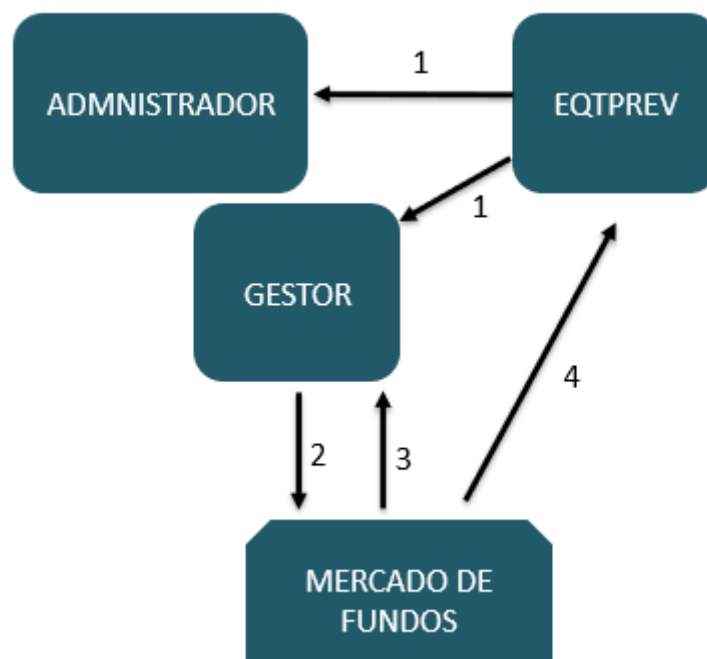 1
ADMNISTRADOR
EQTPREV
1
GESTOR
4
2
3
MERCADO DE
FUNDOS